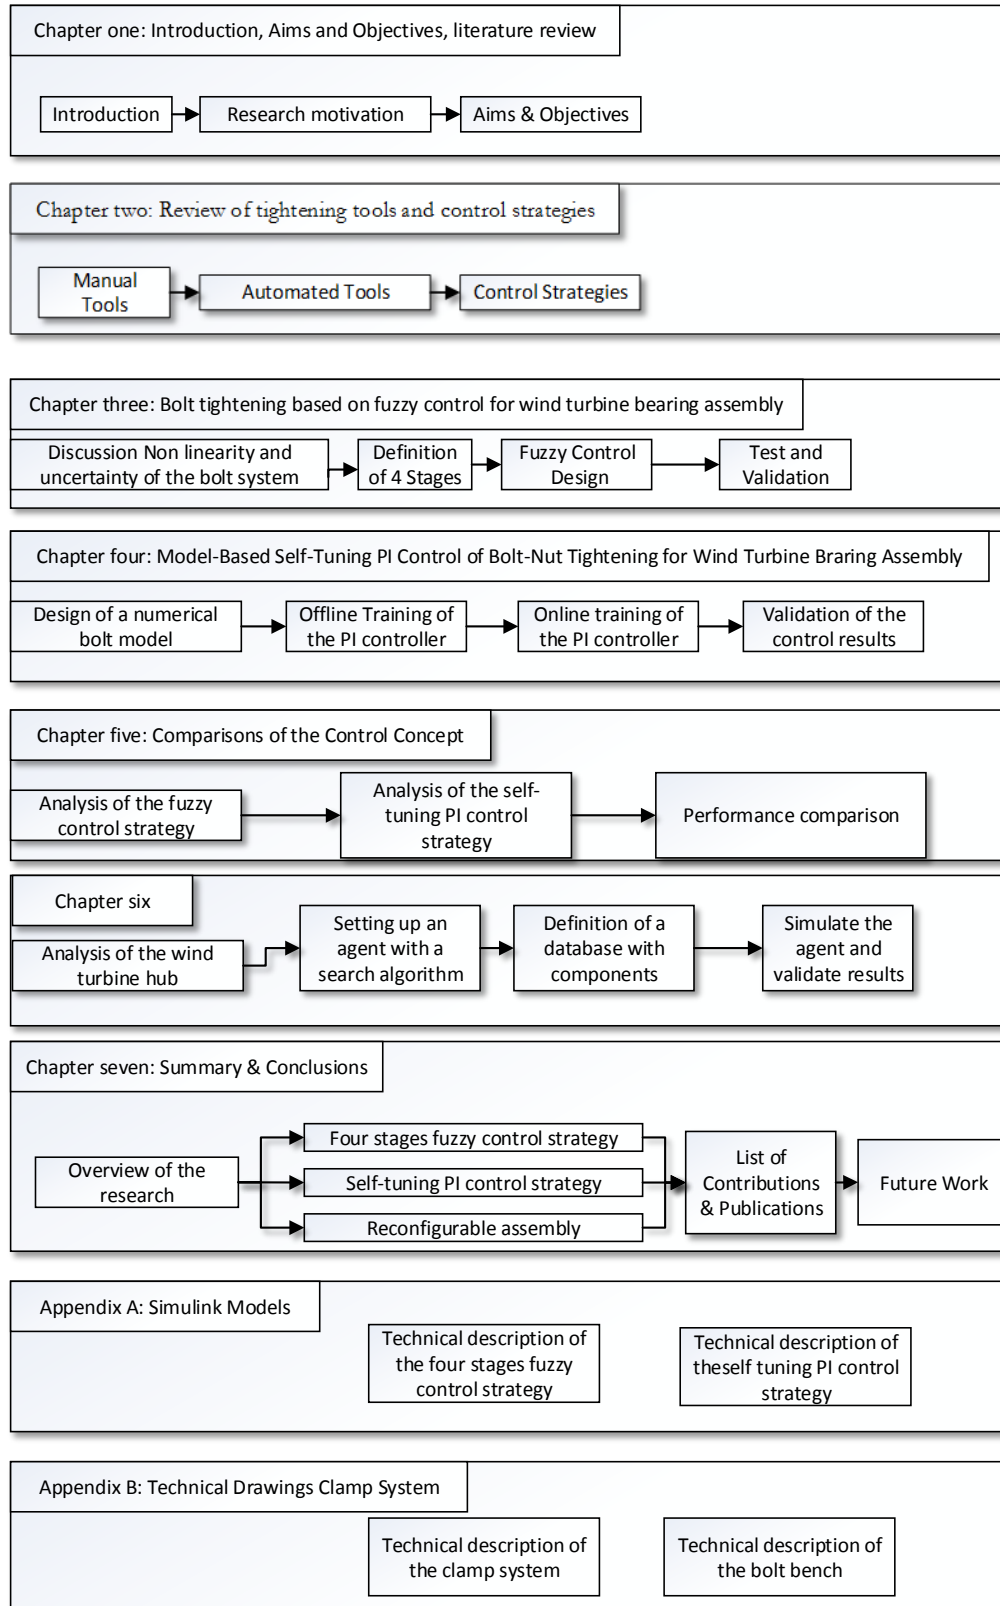 Chapter one: Introduction, Aims and Objectives, literature review
Introduction
Research motivation
Aims & Objectives
Chapter two: Review of tightening tools and control strategies
Manual
Tools
Automated Tools
Control Strategies
Chapter three: Bolt tightening based on fuzzy control for wind turbine bearing assembly
Discussion Non linearity and
uncertainty of the bolt system
Definition
of 4 Stages
Fuzzy Control
Design
Test and
Validation
Chapter four: Model-Based Self-Tuning PI Control of Bolt-Nut Tightening for Wind Turbine Braring Assembly
Design of a numerical
bolt model
Offline Training of
the PI controller
Online training of
the PI controller
Validation of the
control results
Chapter five: Comparisons of the Control Concept
Analysis of the fuzzy
control strategy
Analysis of the self-
tuning PI control
strategy
Performance comparison
Chapter six
Analysis of the wind
turbine hub
Setting up an
agent with a
search algorithm
Definition of a
database with
components
Simulate the
agent and
validate results
Chapter seven: Summary & Conclusions
Overview of the
research
Four stages fuzzy control strategy
Self-tuning PI control strategy
Reconfigurable assembly
List of
Contributions
& Publications
Future Work
Appendix A: Simulink Models
Technical description of
the four stages fuzzy
control strategy
Technical description of
theself tuning PI control
strategy
Appendix B: Technical Drawings Clamp System
Technical description of
the clamp system
Technical description of
the bolt bench